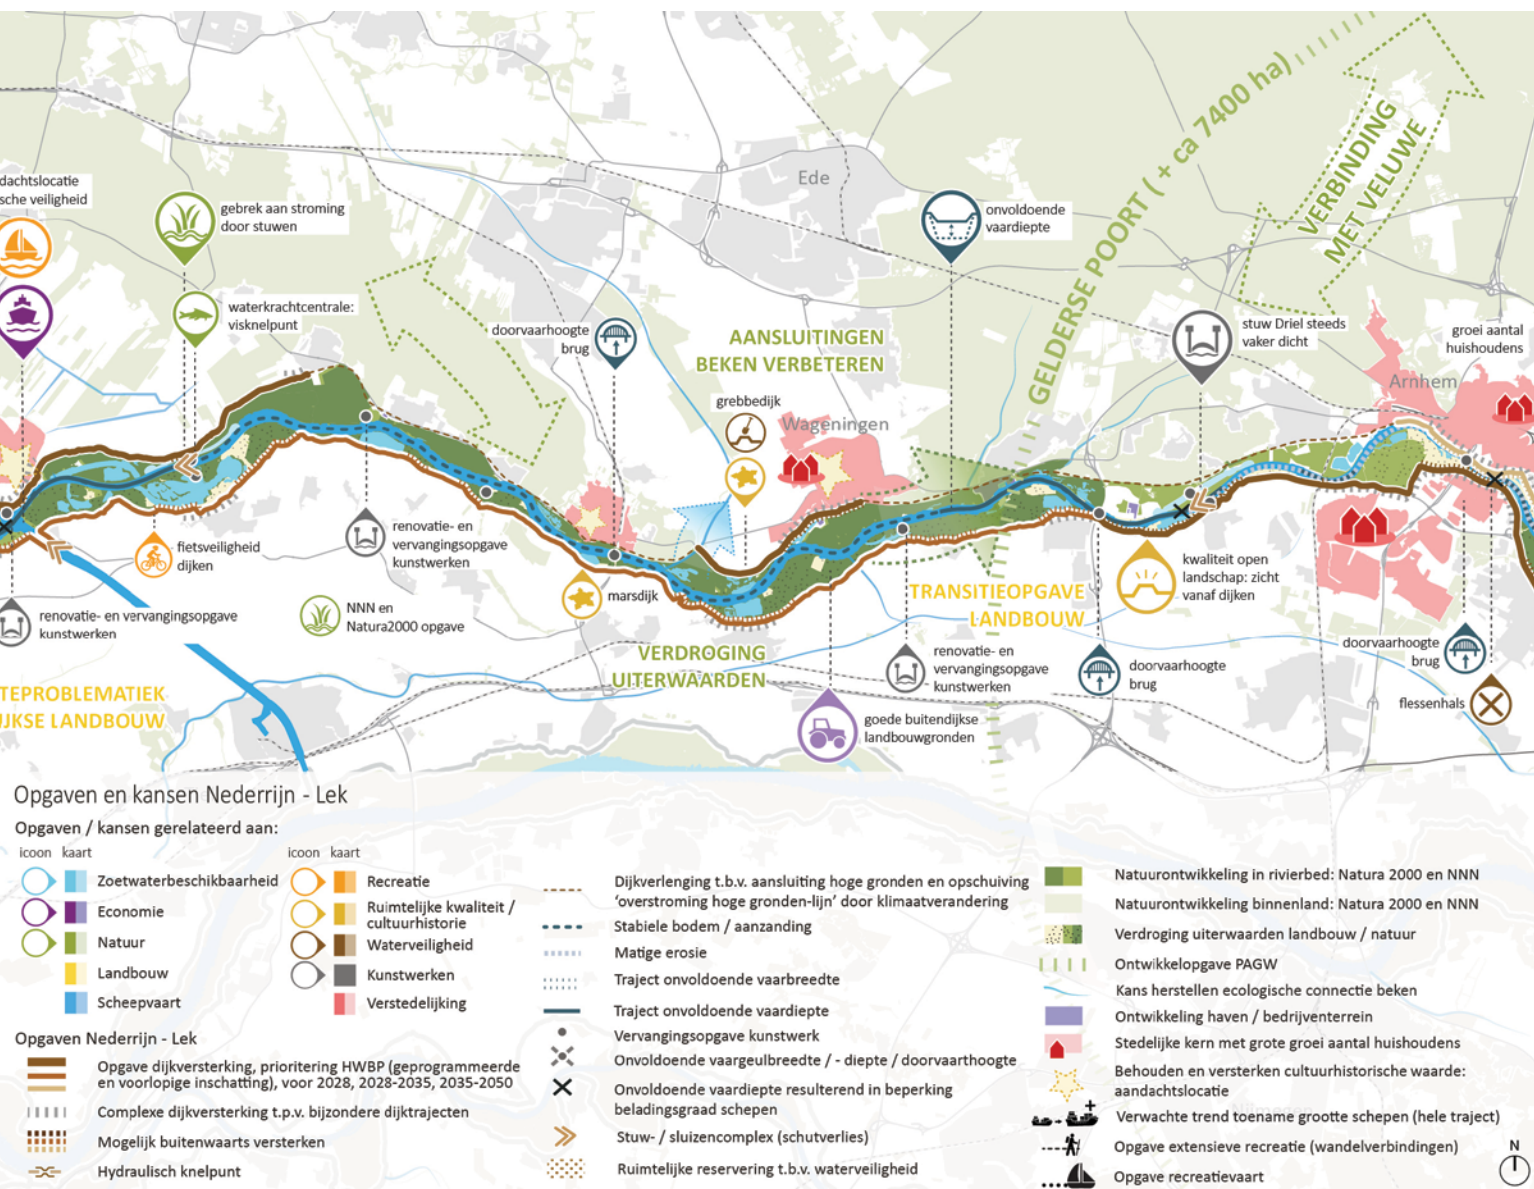 Ede
GELDERSE POORT ( + ca 7400 ha)
VERBINDING
MET VELUWE
dachtslocatie
sche veiligheid
gebrek aan stroming
door stuwen
onvoldoende
vaardiepte
waterkrachtcentrale:
visknelpunt
doorvaarhoogte
brug
AANSLUITINGEN
BEKEN VERBETEREN
stuw Driel steeds
vaker dicht
groei aantal
huishoudens
Arnhem
grebbedijk
Wageningen
renovatie- en
vervangingsopgave
kunstwerken
fietsveiligheid
dijken
kwaliteit open
landschap: zicht
vanaf dijken
marsdijk
TRANSITIEOPGAVE
LANDBOUW
renovatie- en vervangingsopgave
kunstwerken
NNN en
Natura2000 opgave
VERDROGING
UITERWAARDEN
renovatie- en
vervangingsopgave
kunstwerken
doorvaarhoogte
brug
doorvaarhoogte
brug
TEPROBLEMATIEK
IJKSE LANDBOUW
goede buitendijkse
landbouwgronden
flessenhals
Opgaven en kansen Nederrijn - Lek
Opgaven / kansen gerelateerd aan:
icoon kaart
Zoetwaterbeschikbaarheid
Economie
Natuur
Landbouw
Scheepvaart
icoon kaart
Recreatie
Ruimtelijke kwaliteit /
cultuurhistorie
Waterveiligheid
Kunstwerken
Verstedelijking
Opgaven Nederrijn - Lek
Opgave dijkversterking, prioritering HWBP (geprogrammeerde
en voorlopige inschatting), voor 2028, 2028-2035, 2035-2050
Complexe dijkversterking t.p.v. bijzondere dijktrajecten
Mogelijk buitenwaarts versterken
Hydraulisch knelpunt
Dijkverlenging t.b.v. aansluiting hoge gronden en opschuiving
'overstroming hoge gronden-lijn' door klimaatverandering
Stabiele bodem / aanzanding
Matige erosie
Traject onvoldoende vaarbreedte
Traject onvoldoende vaardiepte
Vervangingsopgave kunstwerk
Onvoldoende vaargeulbreedte / - diepte / doorvaarthoogte
Onvoldoende vaardiepte resulterend in beperking
beladingsgraad schepen
Stuw- / sluizencomplex (schutverlies)
Ruimtelijke reservering t.b.v. waterveiligheid
Natuurontwikkeling in rivierbed: Natura 2000 en NNN
Natuurontwikkeling binnenland: Natura 2000 en NNN
Verdroging uiterwaarden landbouw / natuur
Ontwikkelopgave PAGW
Kans herstellen ecologische connectie beken
Ontwikkeling haven / bedrijventerrein
Stedelijke kern met grote groei aantal huishoudens
Behouden en versterken cultuurhistorische waarde:
aandachtslocatie
Verwachte trend toename grootte schepen (hele traject)
Opgave extensieve recreatie (wandelverbindingen)
Opgave recreatievaart
N